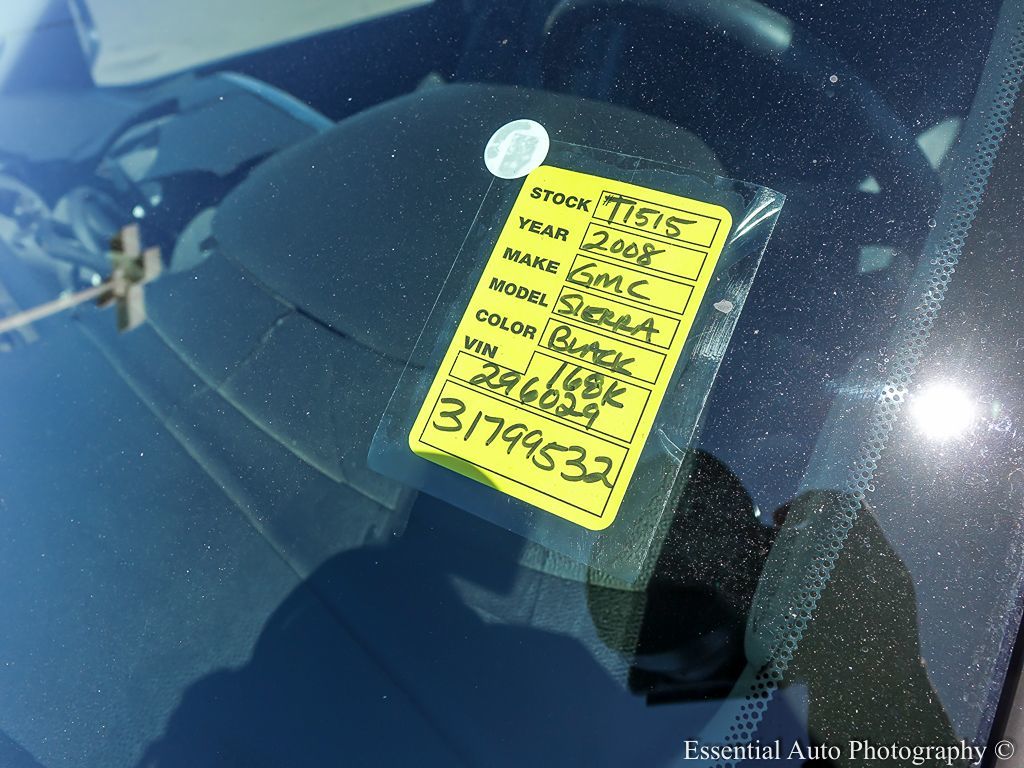 STOCK #T1515
YEAR 2008
MAKE GMC
MODEL SIERRA
COLOR BLACK
VIN 168K
296029
31799532
Essential Auto Photography ©